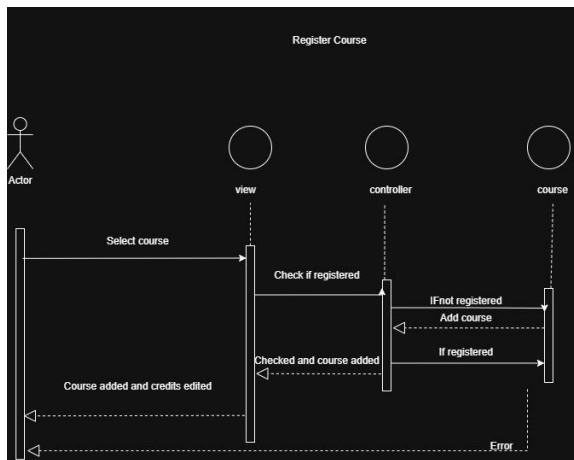 Register Course
Actor
view
controller
course
Select course
Check if registered
IFnot registered
Add course
If registered
Checked and course added
Course added and credits edited
Error